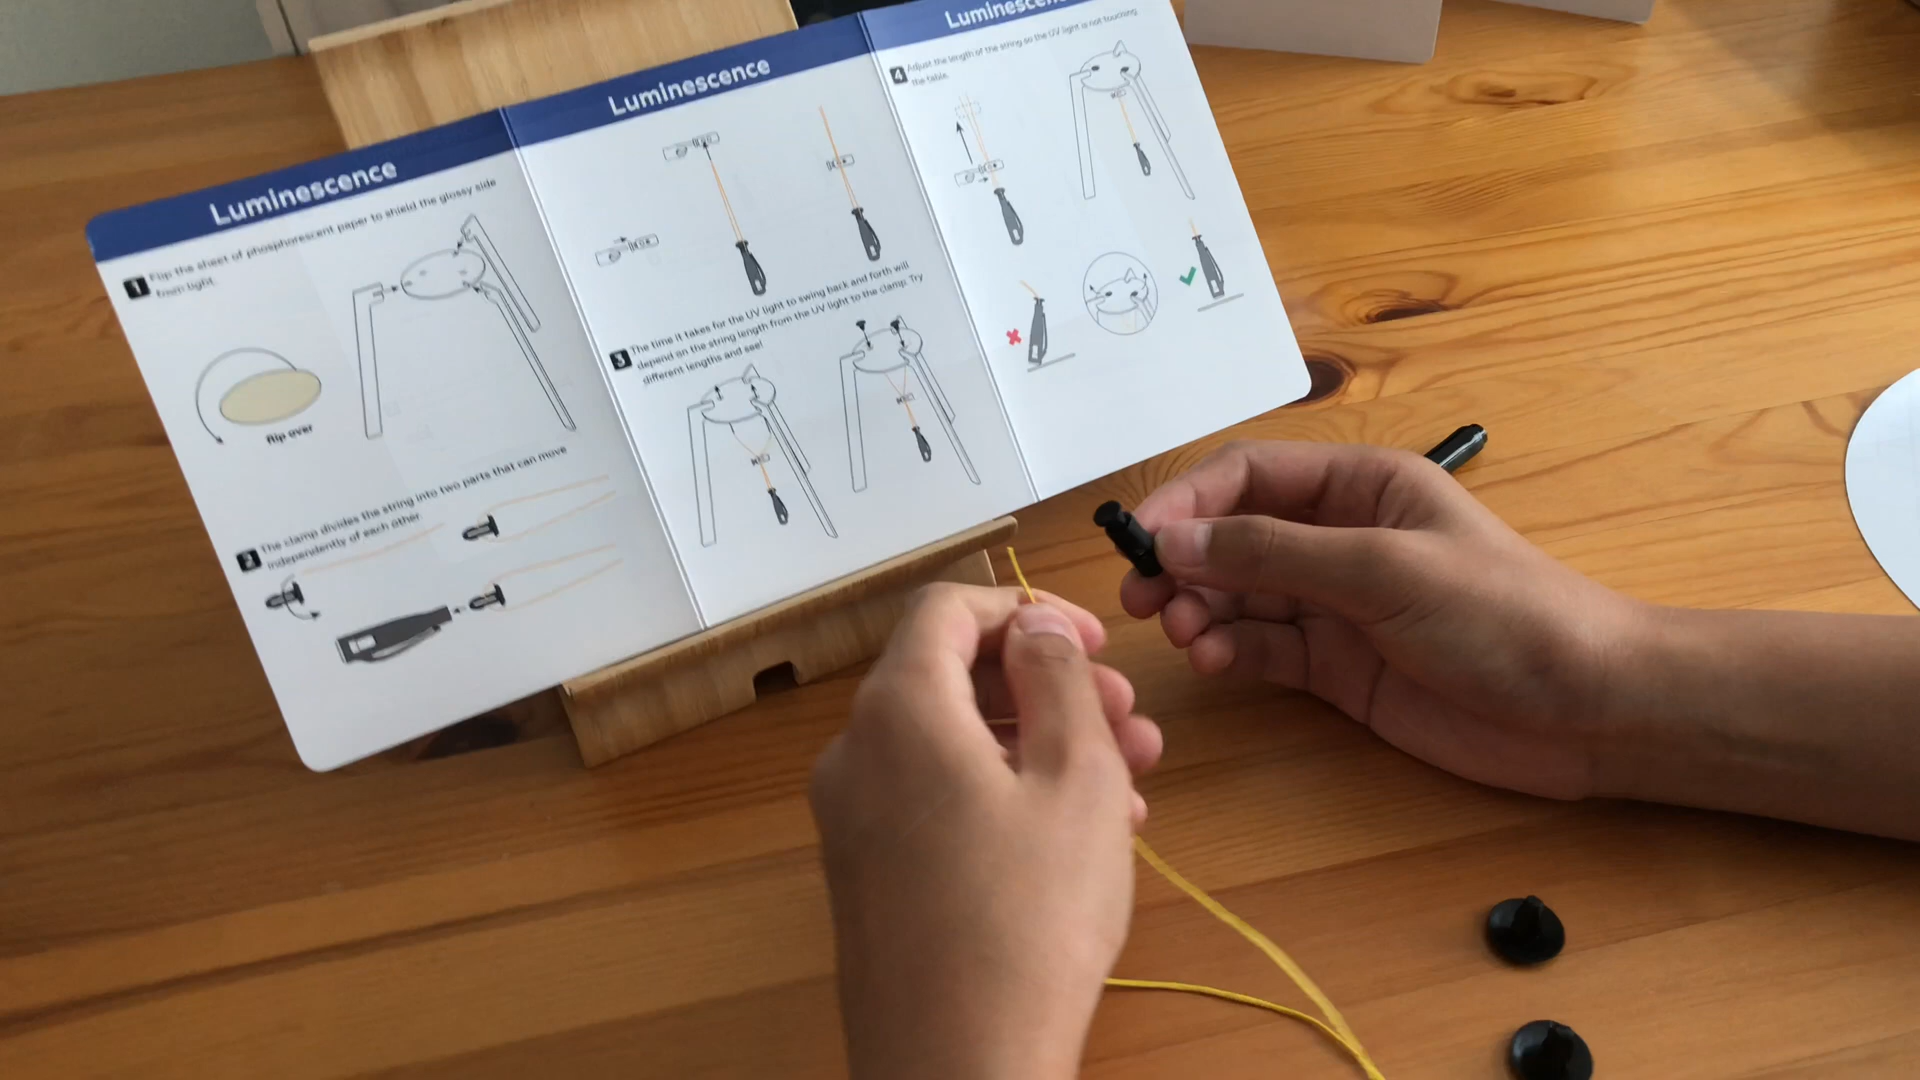 Luminescence
1 Flip the sheet of phosphorescent paper to shield the glossy side
from light.
flip over
2 The clamp divides the string into two parts that can move
independently of each other.
Luminescence
3 The time it takes for the UV light to swing back and forth will
depend on the string length from the UV light to the clamp. Try
different lengths and see!
Luminescence
4 Adjust the length of the string so the UV light is not touching
the table.